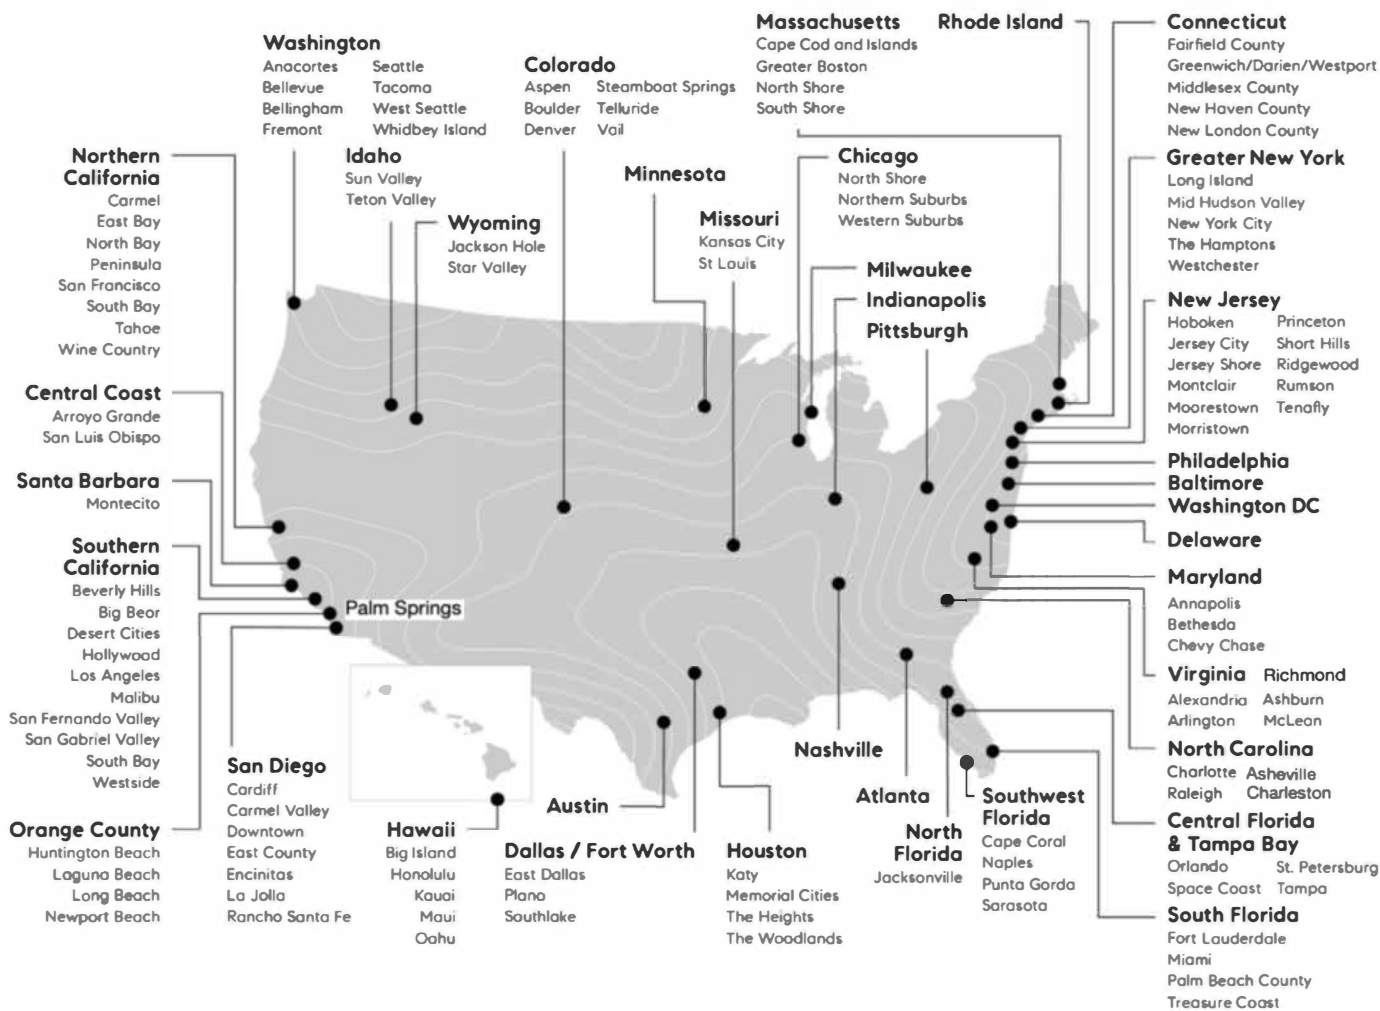 Washington
Anacortes Seattle
Bellevue Tacoma
Bellingham West Seattle
Fremont Whidbey Island
Colorado
Aspen Steamboat Springs
Boulder Telluride
Denver Vail
Massachusetts
Cape Cod and Islands
Greater Boston
North Shore
South Shore
Rhode Island
Connecticut
Fairfield County
Greenwich/Darien/Westport
Middlesex County
New Haven County
New London County
Northern
California
Carmel
East Bay
North Bay
Peninsula
San Francisco
South Bay
Tahoe
Wine Country
Idaho
Sun Valley
Teton Valley
Wyoming
Jackson Hole
Star Valley
Minnesota
Missouri
Kansas City
St Louis
Chicago
North Shore
Northern Suburbs
Western Suburbs
Milwaukee
Indianapolis
Pittsburgh
Greater New York
Long Island
Mid Hudson Valley
New York City
The Hamptons
Westchester
New Jersey
Hoboken Princeton
Jersey City Short Hills
Jersey Shore Ridgewood
Montclair Rumson
Moorestown Tenafly
Morristown
Central Coast
Arroyo Grande
San Luis Obispo
Santa Barbara
Montecito
Southern
California
Beverly Hills
Big Beor
Desert Cities
Hollywood
Los Angeles
Malibu
San Fernando Valley
San Gabriel Valley
South Bay
Westside
Palm Springs
Philadelphia
Baltimore
Washington DC
Delaware
Maryland
Annapolis
Bethesda
Chevy Chase
Virginia Richmond
Alexandria Ashburn
Arlington McLean
North Carolina
Charlotte Asheville
Raleigh Charleston
Central Florida
& Tampa Bay
Orlando St. Petersburg
Space Coast Tampa
South Florida
Fort Lauderdale
Miami
Palm Beach County
Treasure Coast
Orange County
Huntington Beach
Laguna Beach
Long Beach
Newport Beach
San Diego
Cardiff
Carmel Valley
Downtown
East County
Encinitas
La Jolla
Rancho Santa Fe
Hawaii
Big Island
Honolulu
Kauai
Maui
Oahu
Austin
Dallas / Fort Worth
East Dallas
Plano
Southlake
Houston
Katy
Memorial Cities
The Heights
The Woodlands
Nashville
Atlanta
North
Florida
Jacksonville
Southwest
Florida
Cape Coral
Naples
Punta Gorda
Sarasota